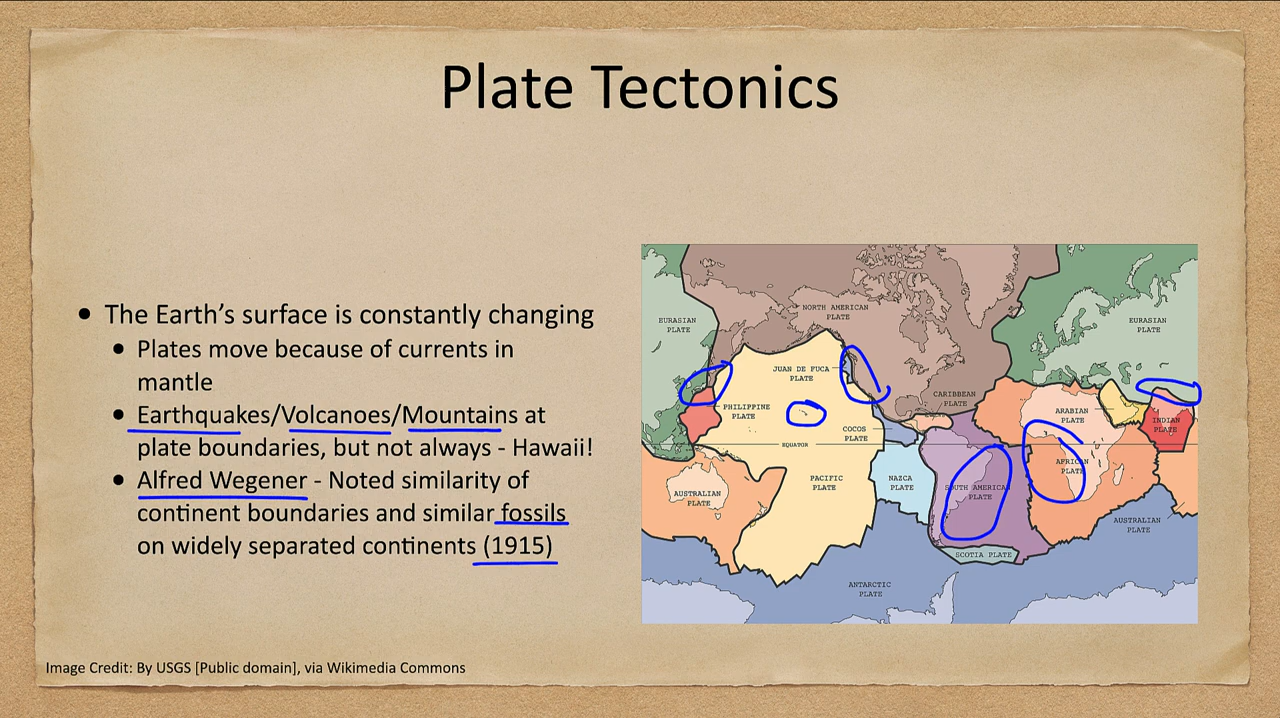 Plate Tectonics
• The Earth's surface is constantly changing
• Plates move because of currents in
mantle
• Earthquakes/Volcanoes/Mountains at
plate boundaries, but not always - Hawaii!
• Alfred Wegener - Noted similarity of
continent boundaries and similar fossils
on widely separated continents (1915)
NORTH AMERICAN
PLATE
EURASIAN
PLATE
EURASIAN
PLATE
JUAN DE FUCA
PLATE
CARIBBEAN
PLATE
PHILIPPINE
PLATE
ARABIAN
PLATE
INDIAN
PLATE
COCOS
PLATE
EQUATOR
AFRICAN
PLATE
PACIFIC
PLATE
NAZCA
PLATE
SOUTH AMERICAN
PLATE
AUSTRALIAN
PLATE
AUSTRALIAN
PLATE
SCOTIA PLATE
ANTARCTIC
PLATE
Image Credit: By USGS [Public domain], via Wikimedia Commons